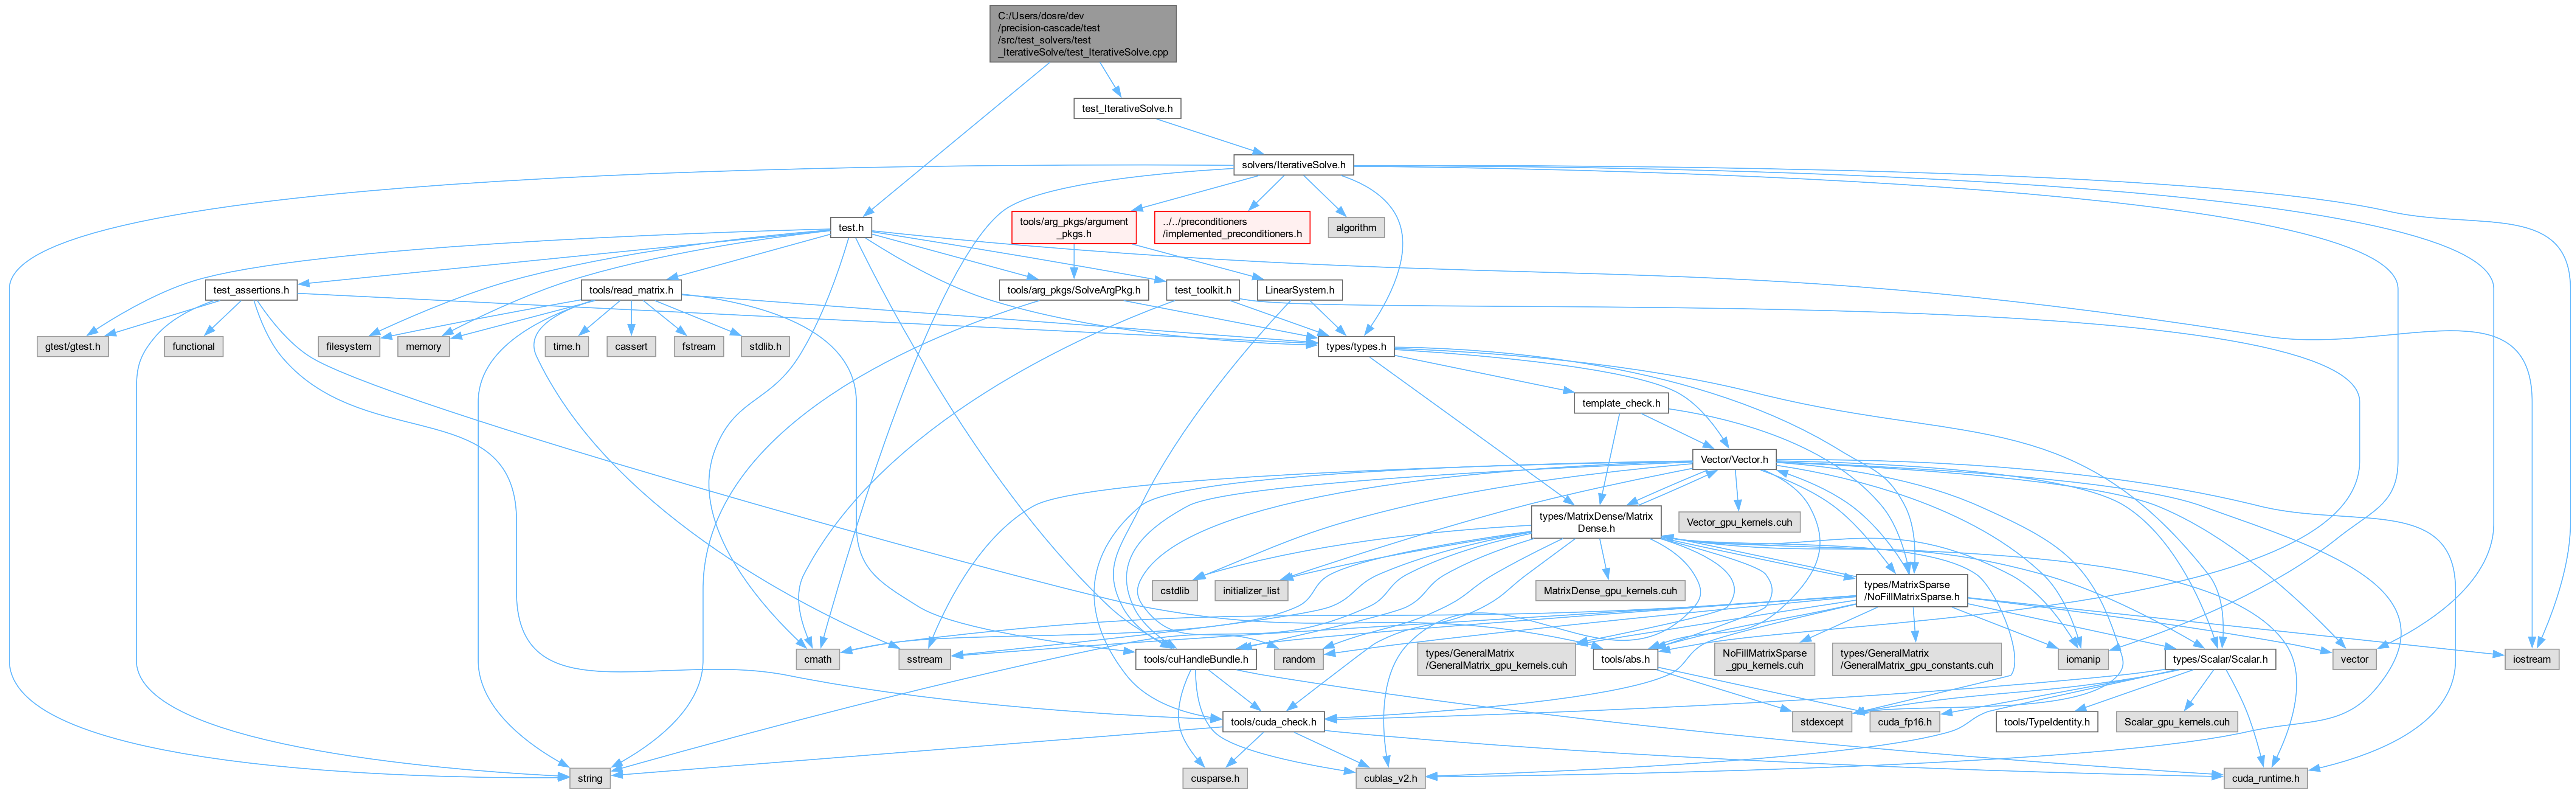 C:/Users/dosre/dev
/precision-cascade/test
/src/test_solvers/test
_IterativeSolve/test_IterativeSolve.cpp
test_IterativeSolve.h
solvers/IterativeSolve.h
test.h
tools/arg_pkgs/argument
_pkgs.h
../../preconditioners
/implemented_preconditioners.h
algorithm
test_assertions.h
tools/read_matrix.h
tools/arg_pkgs/SolveArgPkg.h
test_toolkit.h
LinearSystem.h
gtest/gtest.h
functional
filesystem
memory
time.h
cassert
fstream
stdlib.h
types/types.h
template_check.h
Vector/Vector.h
types/MatrixDense/Matrix
Dense.h
Vector_gpu_kernels.cuh
cstdlib
initializer_list
MatrixDense_gpu_kernels.cuh
types/MatrixSparse
/NoFillMatrixSparse.h
cmath
sstream
tools/cuHandleBundle.h
random
types/GeneralMatrix
/GeneralMatrix_gpu_kernels.cuh
tools/abs.h
NoFillMatrixSparse
_gpu_kernels.cuh
types/GeneralMatrix
/GeneralMatrix_gpu_constants.cuh
iomanip
types/Scalar/Scalar.h
vector
iostream
tools/cuda_check.h
stdexcept
cuda_fp16.h
tools/TypeIdentity.h
Scalar_gpu_kernels.cuh
string
cusparse.h
cublas_v2.h
cuda_runtime.h